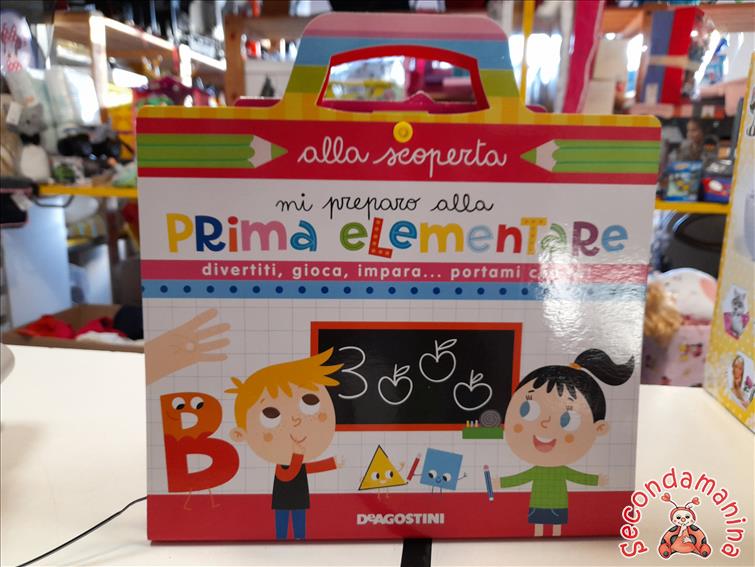 alla scoperta
mi preparo alla
PRima eLemenTaRe
divertiti, gioca, impara... portami
3
B
DeAGOSTINI
secondamanina